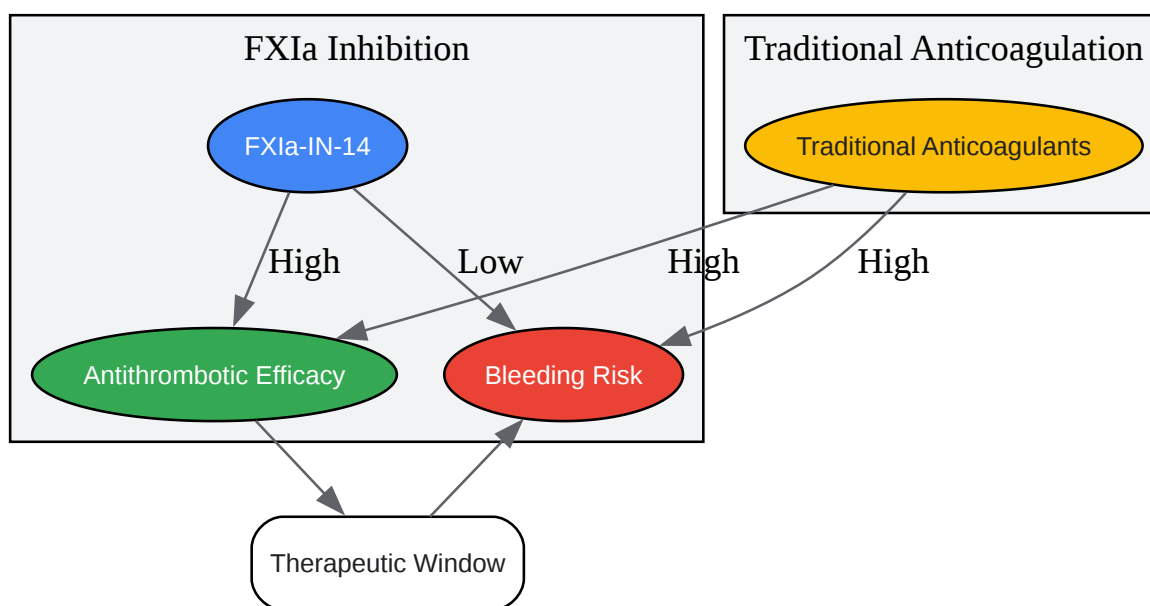 FXIa Inhibition
Traditional Anticoagulation
FXIa-IN-14
Traditional Anticoagulants
High
Low
High
High
Antithrombotic Efficacy
Bleeding Risk
Therapeutic Window